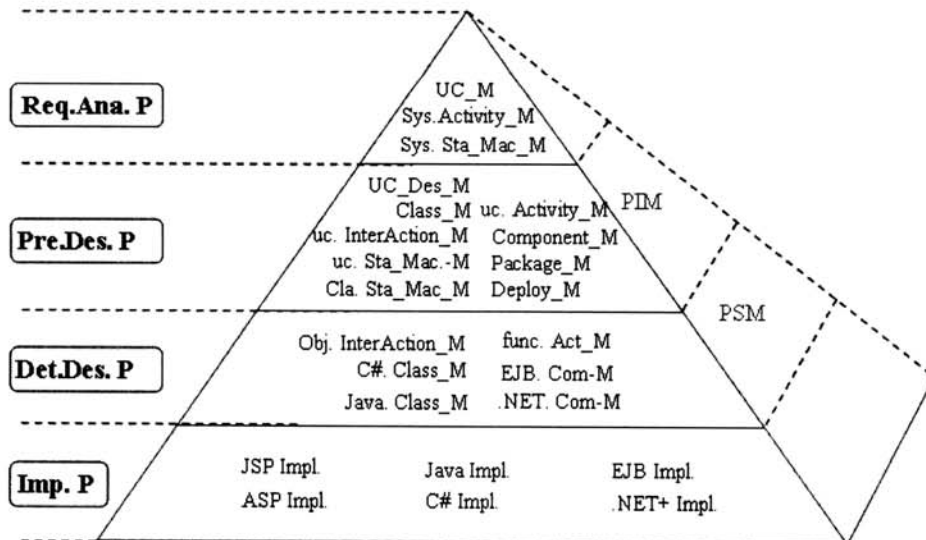 Req.Ana. P
UC_M
Sys.Activity_M
Sys. Sta_Mac_M
Pre.Des. P
UC_Des_M
Class_M uc. Activity_M
uc. InterAction_M Component_M
uc. Sta_Mac.-M Package_M
Cla. Sta_Mac_M Deploy_M
PIM
Det.Des. P
Obj. InterAction_M func. Act_M
C#. Class_M EJB. Com-M
Java. Class_M .NET. Com-M
PSM
Imp. P
JSP Impl. Java Impl. EJB Impl.
ASP Impl. C# Impl. .NET+ Impl.